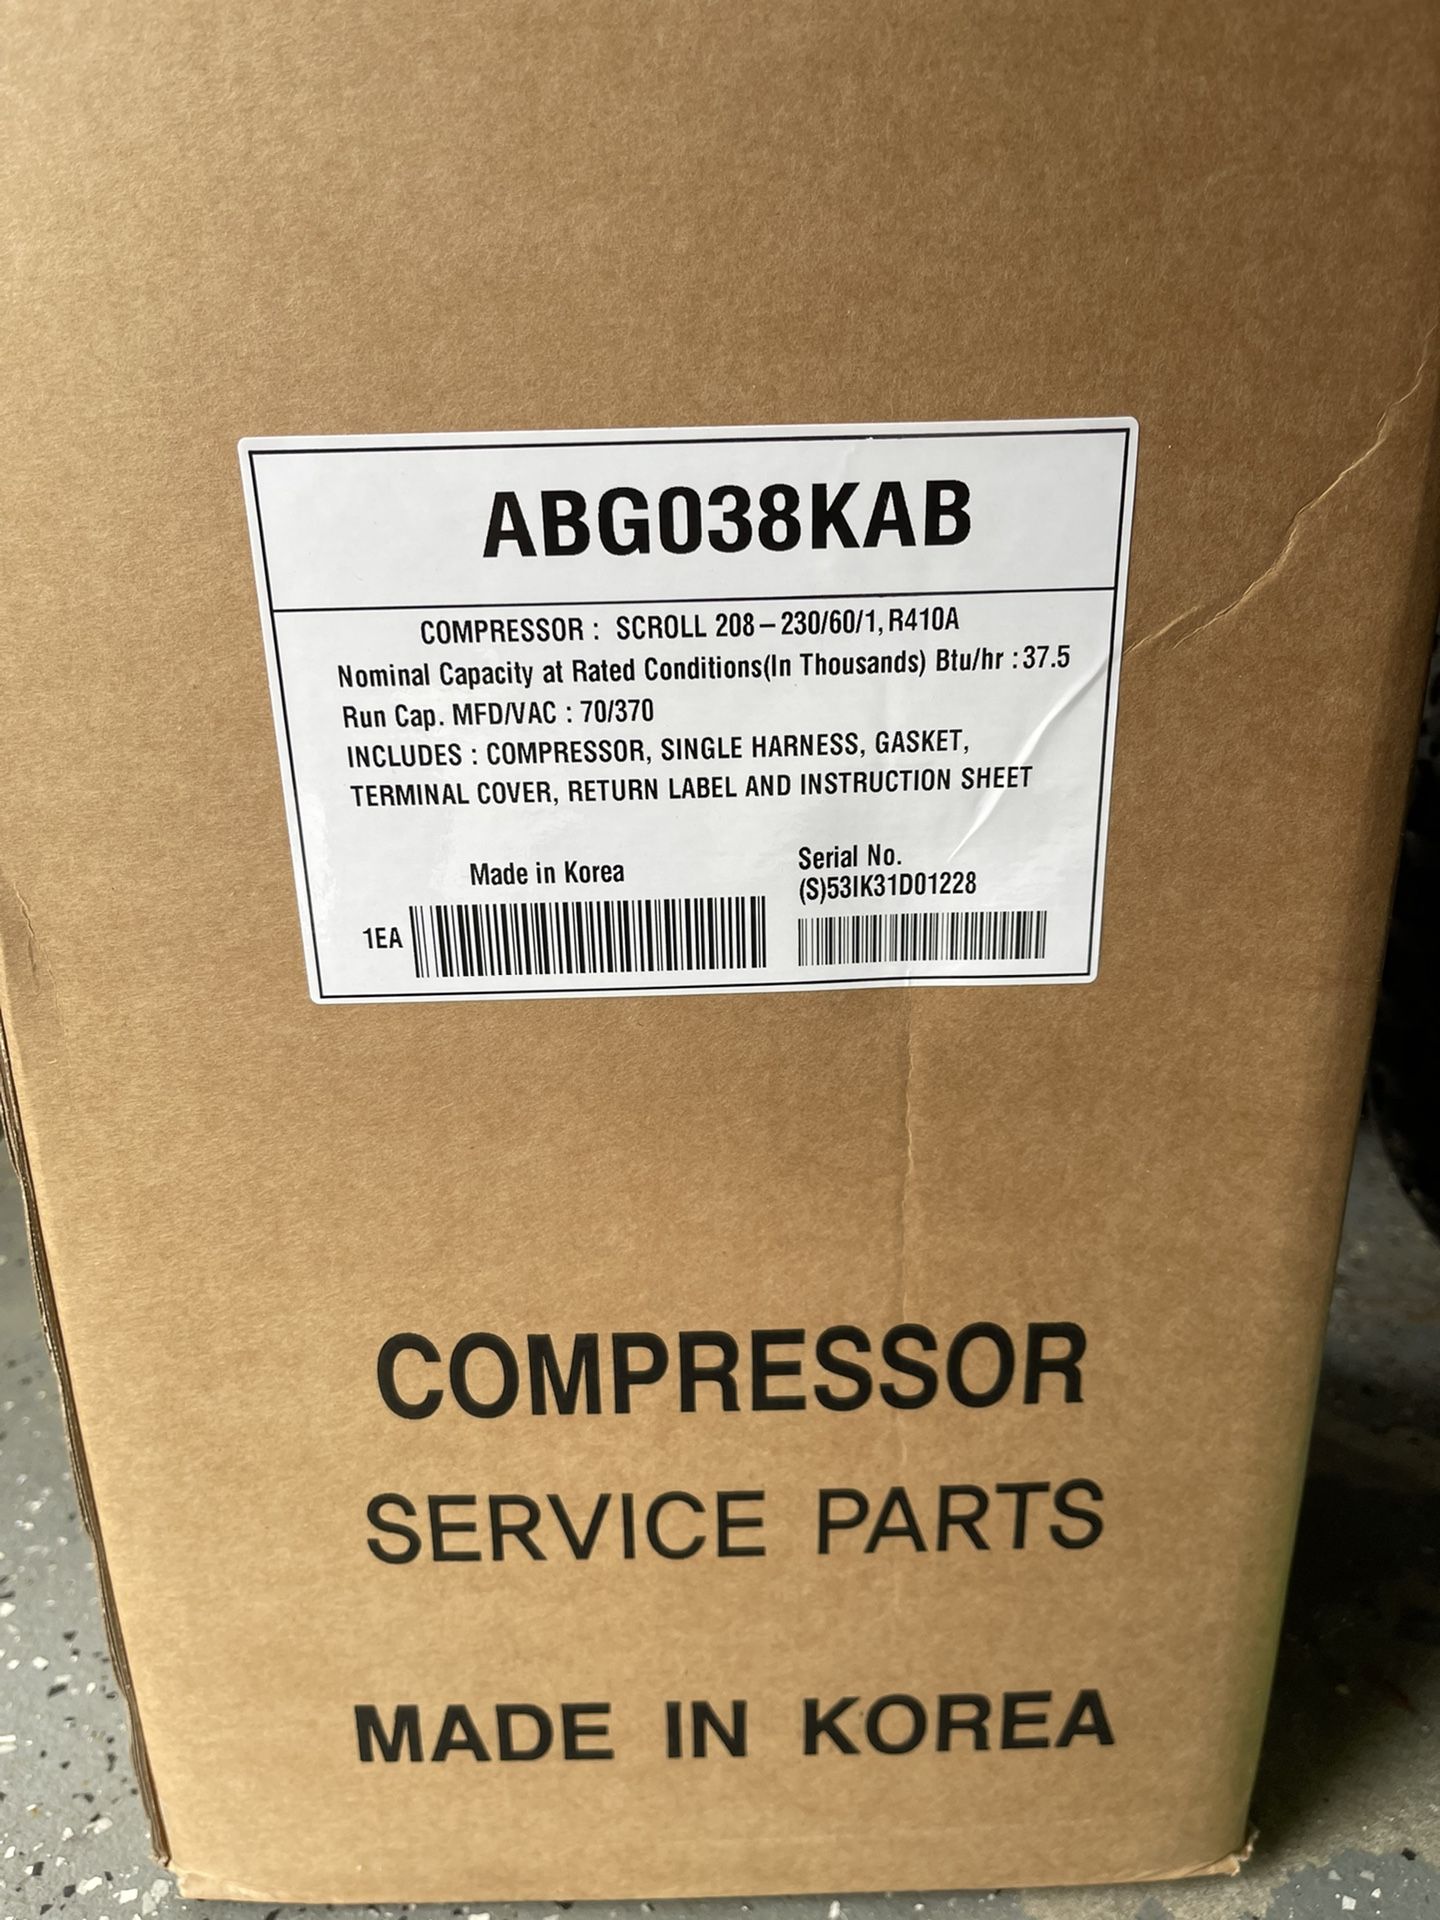 ABG038KAB
COMPRESSOR : SCROLL 208-230/60/1, R410A
Nominal Capacity at Rated Conditions(In Thousands) Btu/hr : 37.5
Run Cap. MFD/VAC : 70/370
INCLUDES : COMPRESSOR, SINGLE HARNESS, GASKET,
TERMINAL COVER, RETURN LABEL AND INSTRUCTION SHEET
Made in Korea
1EA
Serial No.
(S)53IK31D01228
COMPRESSOR
SERVICE PARTS
MADE IN KOREA